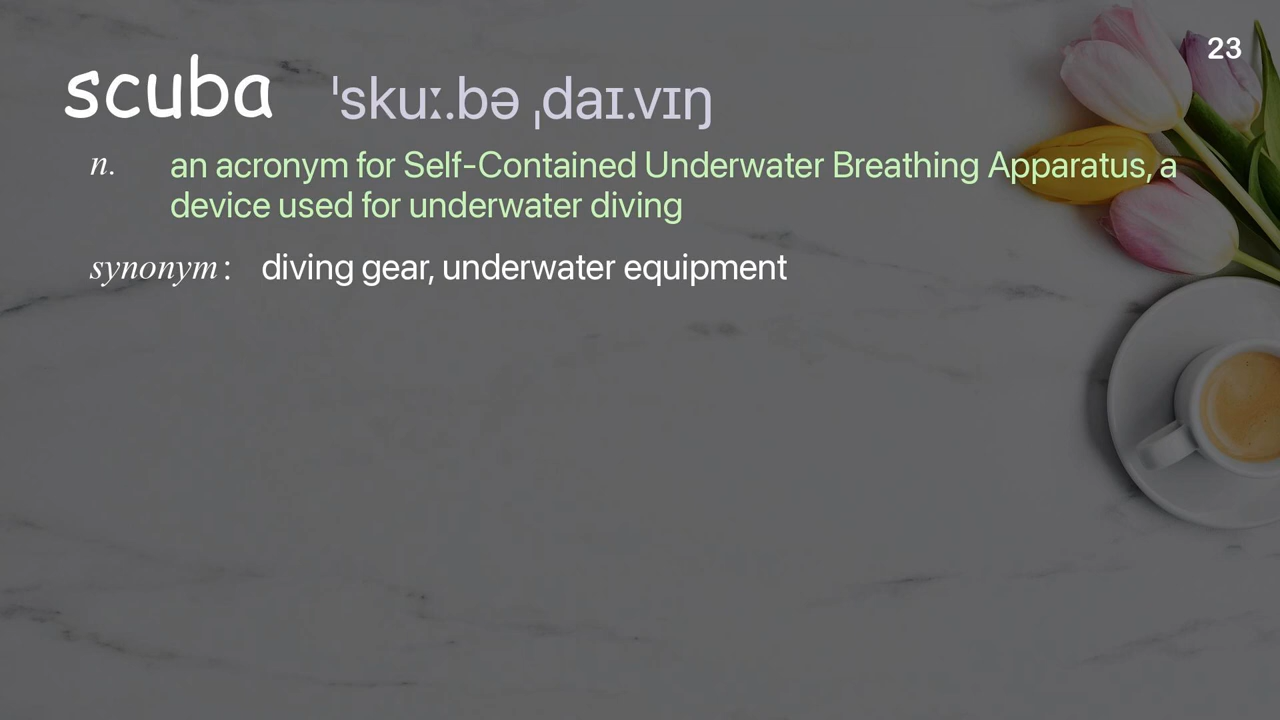 23
scuba ˈskuː.bə ˌdaɪ.vɪŋ
n. an acronym for Self-Contained Underwater Breathing Apparatus, a
device used for underwater diving
synonym : diving gear, underwater equipment